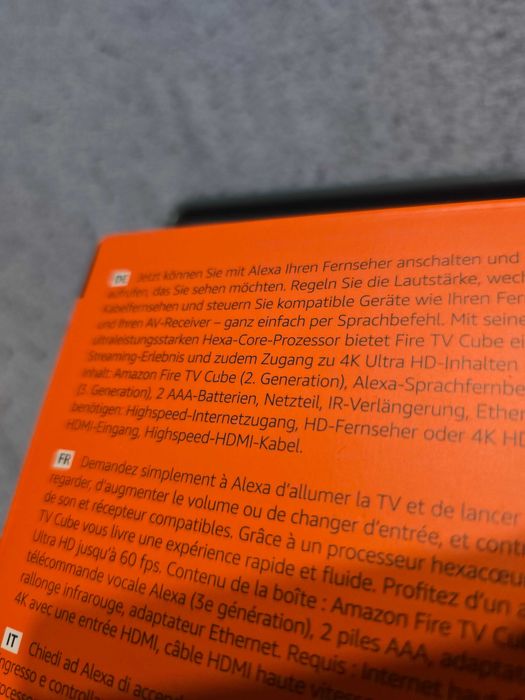 DE Jetzt können Sie mit Alexa Ihren Fernseher anschalten und
aufrufen, das Sie sehen möchten. Regeln Sie die Lautstärke, wec
Kabelfernsehen und steuern Sie kompatible Geräte wie Ihren Fer
und Ihren AV-Receiver – ganz einfach per Sprachbefehl. Mit seine
ultraleistungsstarken Hexa-Core-Prozessor bietet Fire TV Cube ei
Streaming-Erlebnis und zudem Zugang zu 4K Ultra HD-Inhalten
Inhalt: Amazon Fire TV Cube (2. Generation), Alexa-Sprachfernbe
(3. Generation), 2 AAA-Batterien, Netzteil, IR-Verlängerung, Ether
benötigen: Highspeed-Internetzugang, HD-Fernseher oder 4K HD
HDMI-Eingang, Highspeed-HDMI-Kabel.
FR Demandez simplement à Alexa d'allumer la TV et de lancer
regarder, d'augmenter le volume ou de changer d'entrée, et cont
de son et récepteur compatibles. Grâce à un processeur hexacœu
TV Cube vous livre une expérience rapide et fluide. Profitez d'un a
Ultra HD jusqu'à 60 fps. Contenu de la boîte : Amazon Fire TV Cub
télécommande vocale Alexa (3e génération), 2 piles AAA, adaptat
rallonge infrarouge, adaptateur Ethernet. Requis : Internet
4K avec une entrée HDMI, câble HDMI haute vitesse
IT Chiedi ad Alexa di accend
ngresso e controlla